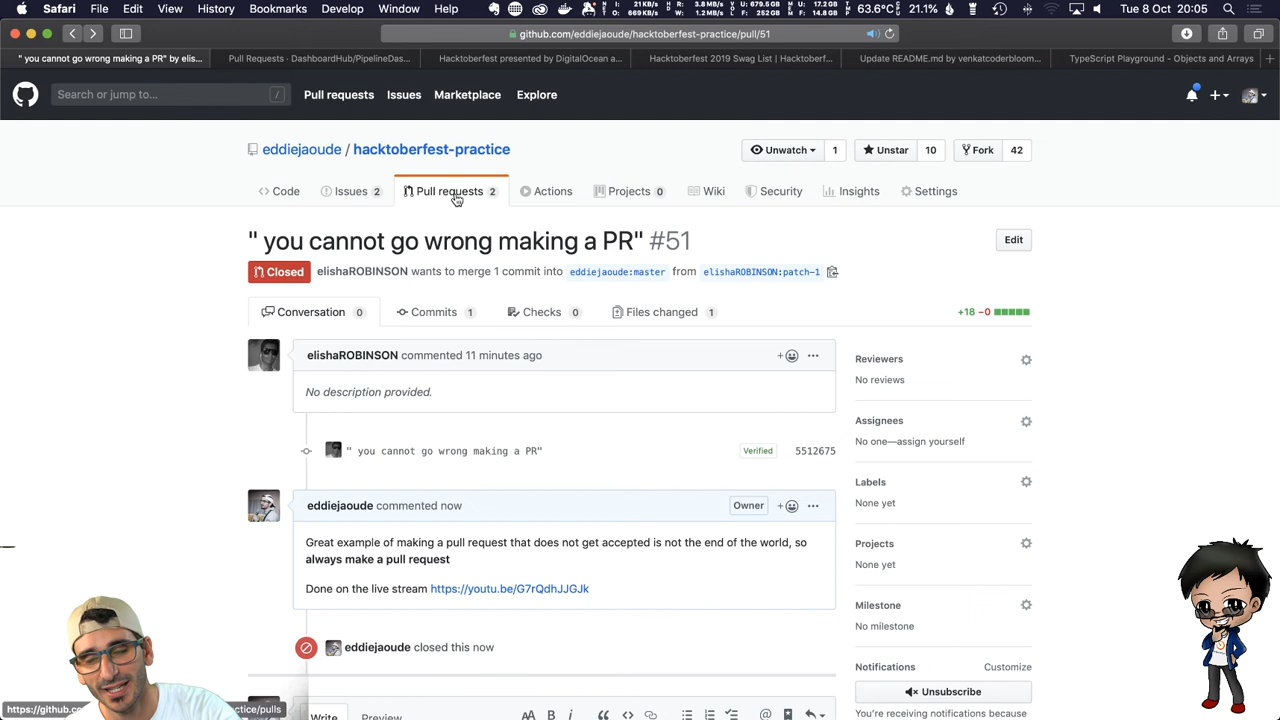 Safari File Edit View History Bookmarks Develop Window Help
63.6°C 21.1% Tue 8 Oct 20:05
github.com/eddiejaoude/hacktoberfest-practice/pull/51
" you cannot go wrong making a PR" by elis...
Pull Requests · DashboardHub/PipelineDas...
Hacktoberfest presented by DigitalOcean a...
Hacktoberfest 2019 Swag List | Hacktoberf...
Update README.md by venkatcoderbloom...
TypeScript Playground - Objects and Arrays
Search or jump to... /
Pull requests Issues Marketplace Explore
eddiejaoude / hacktoberfest-practice
Unwatch 1 Unstar 10 Fork 42
Code Issues 2 Pull requests 2 Actions Projects 0 Wiki Security Insights Settings
" you cannot go wrong making a PR" #51
Edit
Closed elishaROBINSON wants to merge 1 commit into eddiejaoude:master from elishaROBINSON:patch-1
Conversation 0 Commits 1 Checks 0 Files changed 1
+18 −0
elishaROBINSON commented 11 minutes ago
No description provided.
" you cannot go wrong making a PR" Verified 5512675
eddiejaoude commented now Owner
Great example of making a pull request that does not get accepted is not the end of the world, so
always make a pull request
Done on the live stream https://youtu.be/G7rQdhJJGJk
eddiejaoude closed this now
Write Preview
Reviewers
No reviews
Assignees
No one—assign yourself
Labels
None yet
Projects
None yet
Milestone
No milestone
Notifications Customize
Unsubscribe
You're receiving notifications because